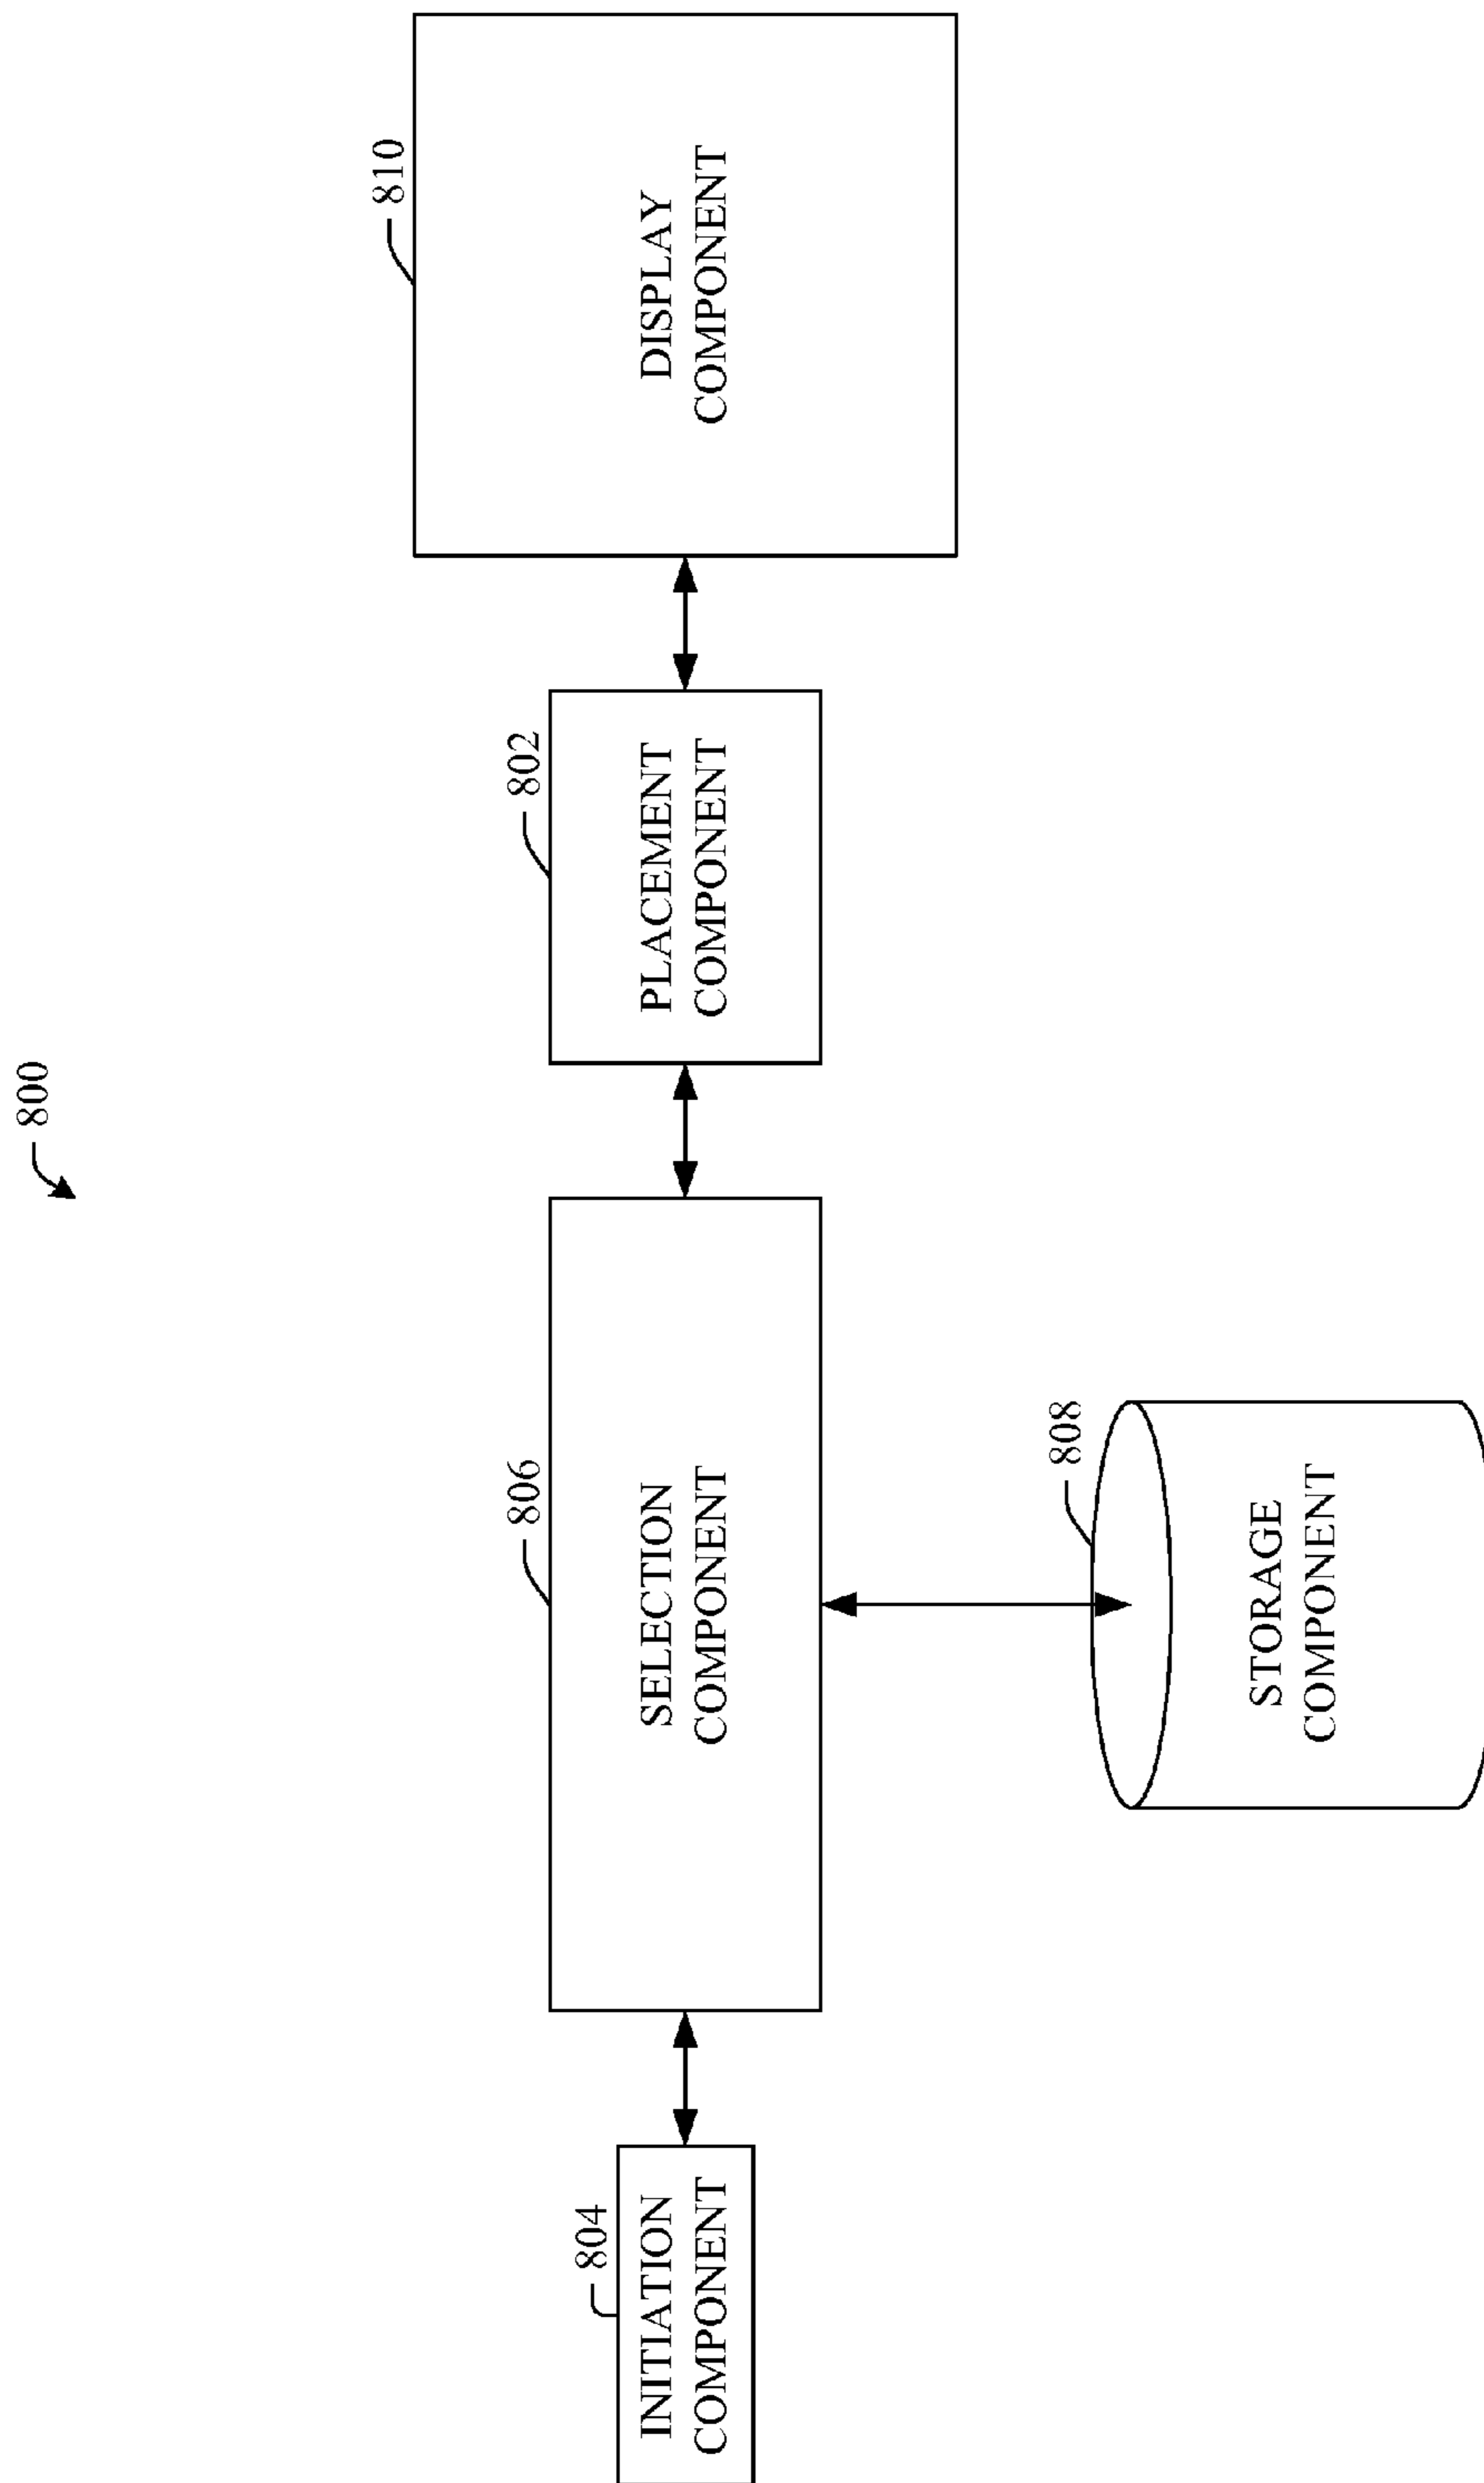 800
804
INITIATION
COMPONENT
806
SELECTION
COMPONENT
802
PLACEMENT
COMPONENT
810
DISPLAY
COMPONENT
808
STORAGE
COMPONENT